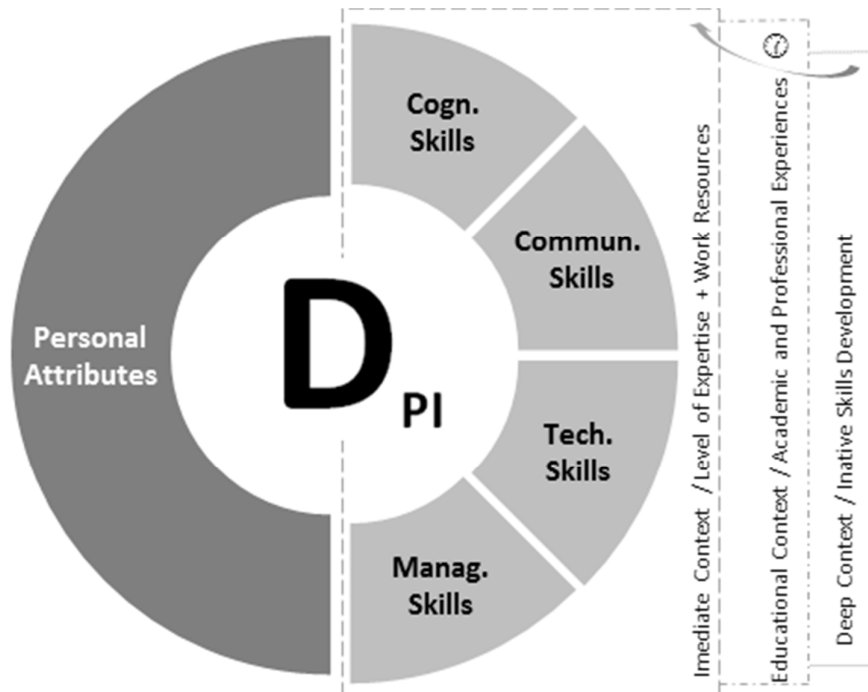 Cogn.
Skills
Commun.
Skills
Personal
Attributes
D
PI
Tech.
Skills
Manag.
Skills
Imediate Context / Level of Expertise + Work Resources
Educational Context / Academic and Professional Experiences
Deep Context / Inative Skills Development